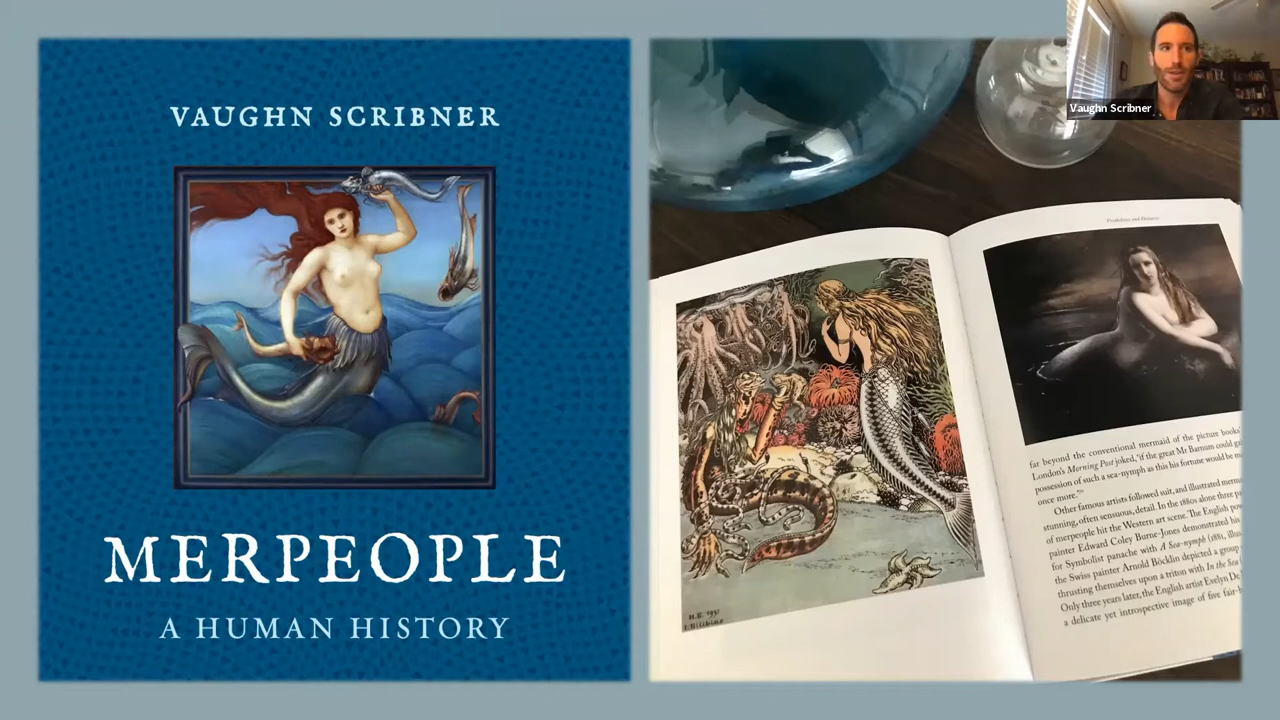 VAUGHN SCRIBNER
MERPEOPLE
A HUMAN HISTORY
Vaughn Scribner
I. Bilibine
far beyond the conventional mermaid of the picture books
London's Morning Post joked, 'if the great Mr Barnum could
possession of such a sea-nymph as this his fortune would be
once more.'
Other famous artists followed suit, and illustrated
stunning, often sensuous, detail. In the 1880s alone three
of merpeople hit the Western art scene. The English
painter Edward Coley Burne-Jones demonstrated his
for Symbolist panache with A Sea-nymph (1881,
the Swiss painter Arnold Böcklin depicted a group
thrusting themselves upon a triton with In the Sea
Only three years later, the English artist Evelyn De
a delicate yet introspective image of five